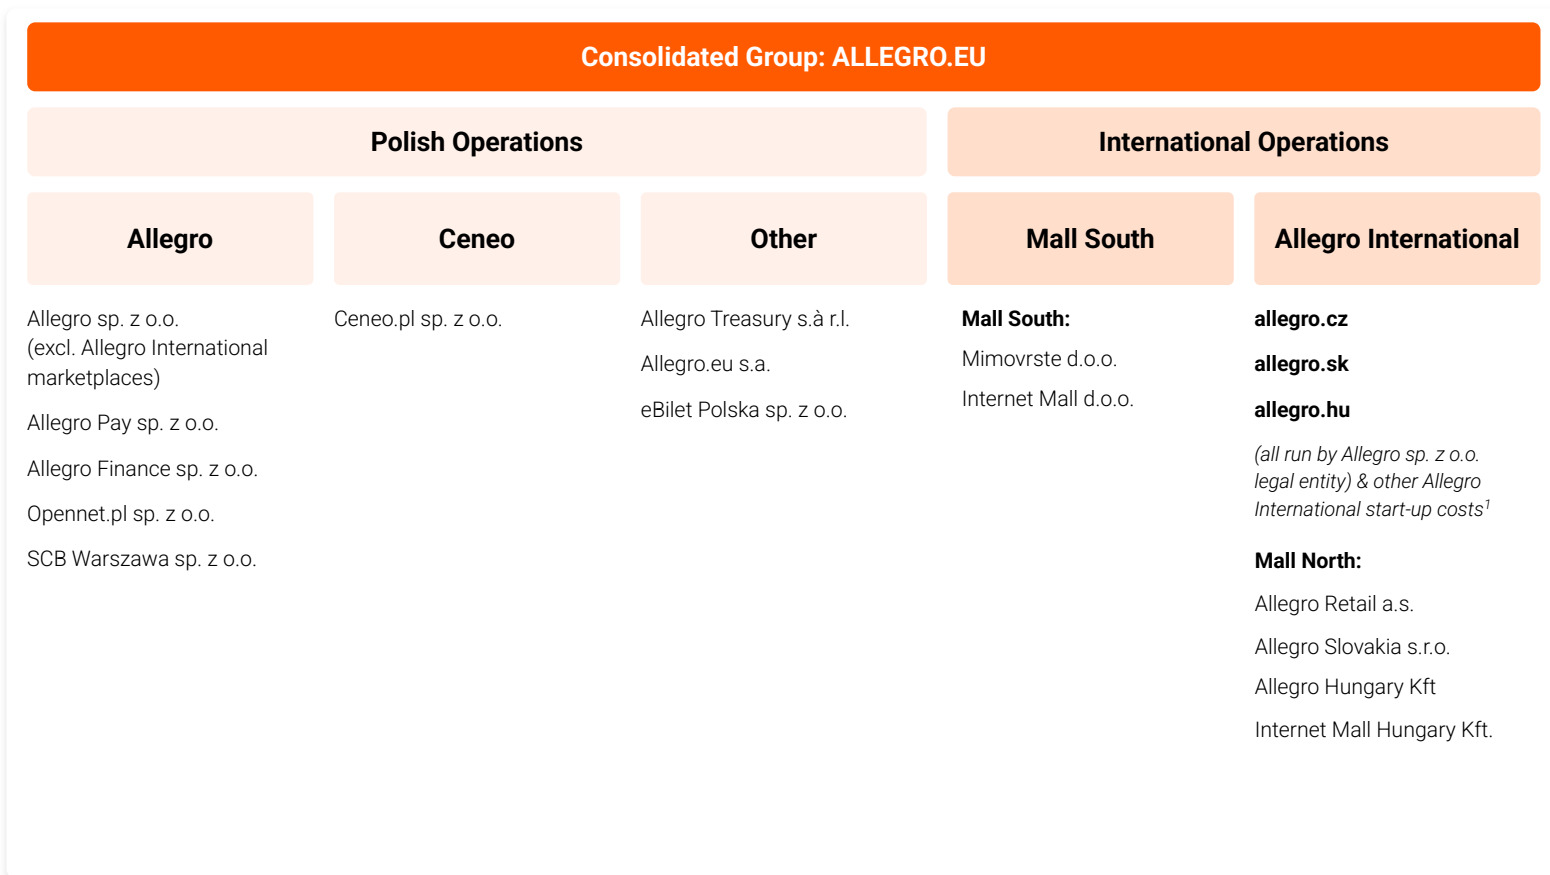 Consolidated Group: ALLEGRO.EU
Polish Operations
International Operations
Allegro
Ceneo
Other
Mall South
Allegro International
Allegro sp. z o.o.
(excl. Allegro International
marketplaces)
Allegro Pay sp. z o.o.
Allegro Finance sp. z o.o.
Opennet.pl sp. z o.o.
SCB Warszawa sp. z o.o.
Ceneo.pl sp. z o.o.
Allegro Treasury s.à r.l.
Allegro.eu s.a.
eBilet Polska sp. z o.o.
Mall South:
Mimovrste d.o.o.
Internet Mall d.o.o.
allegro.cz
allegro.sk
allegro.hu
(all run by Allegro sp. z o.o.
legal entity) & other Allegro
International start-up costs¹
Mall North:
Allegro Retail a.s.
Allegro Slovakia s.r.o.
Allegro Hungary Kft
Internet Mall Hungary Kft.